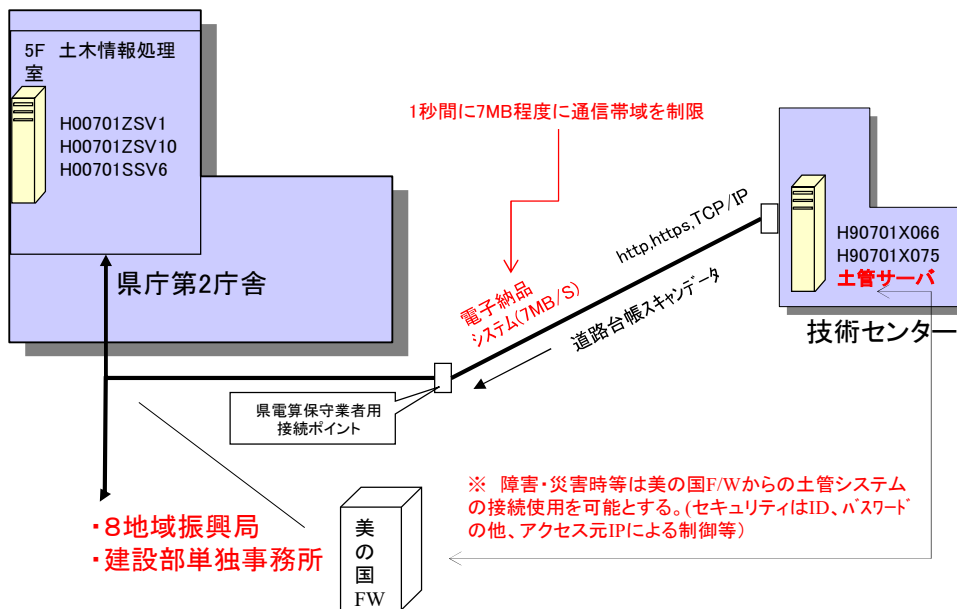 5F 土木情報処理
室
H00701ZSV1
H00701ZSV10
H00701SSV6
県庁第2庁舎
1秒間に7MB程度に通信帯域を制限
http,https,TCP/IP
電子納品
システム(7MB/S)
道路台帳スキャンデータ
H90701X066
H90701X075
土管サーバ
技術センター
県電算保守業者用
接続ポイント
・8地域振興局
・建設部単独事務所
美の国FW
※ 障害・災害時等は美の国F/Wからの土管システム
の接続使用を可能とする。(セキュリティはID、パスワード
の他、アクセス元IPによる制御等)